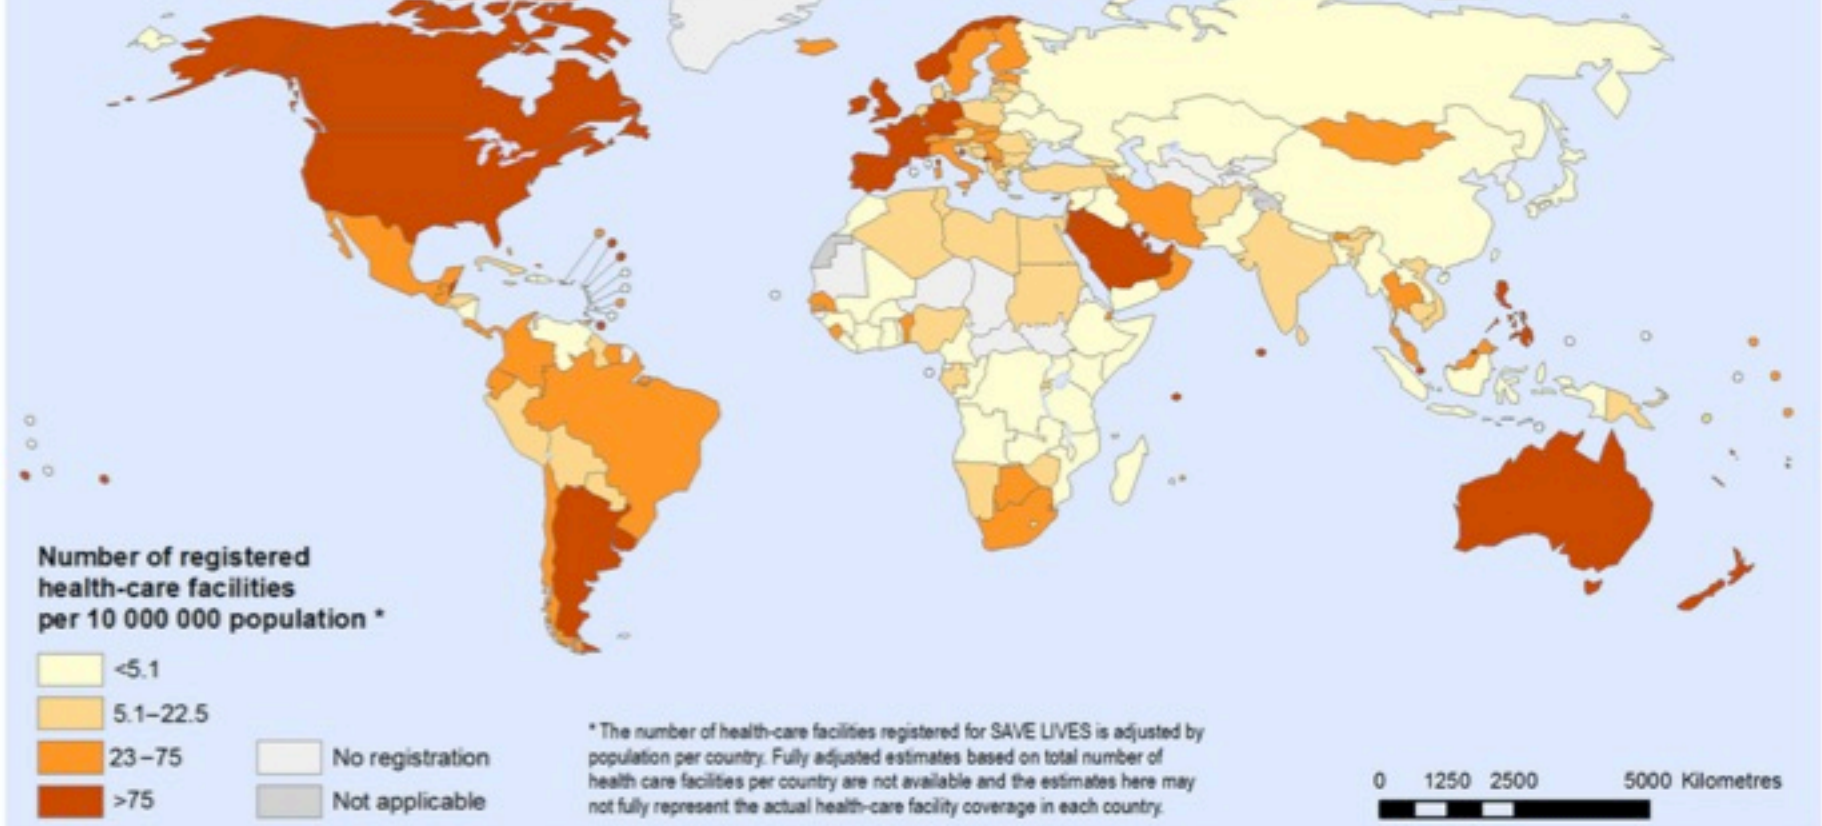 Number of registered
health-care facilities
per 10 000 000 population *
<5.1
5.1–22.5
23–75
>75
No registration
Not applicable
* The number of health-care facilities registered for SAVE LIVES is adjusted by
population per country. Fully adjusted estimates based on total number of
health care facilities per country are not available and the estimates here may
not fully represent the actual health-care facility coverage in each country.
0 1250 2500 5000 Kilometres